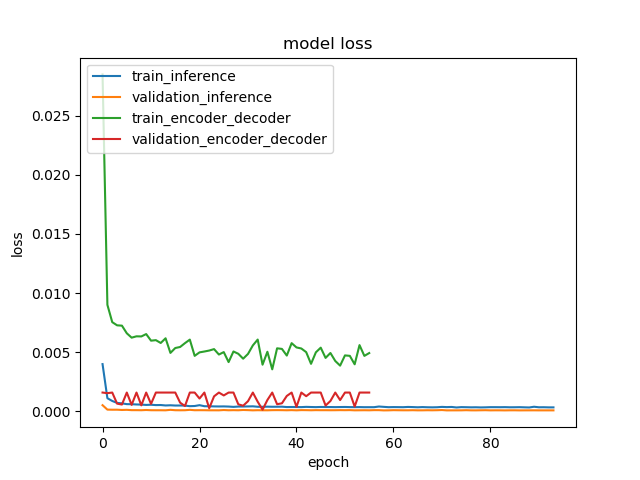 model loss
train_inference
validation_inference
train_encoder_decoder
validation_encoder_decoder
0.025
0.020
0.015
0.010
0.005
0.000
loss
0 20 40 60 80
epoch